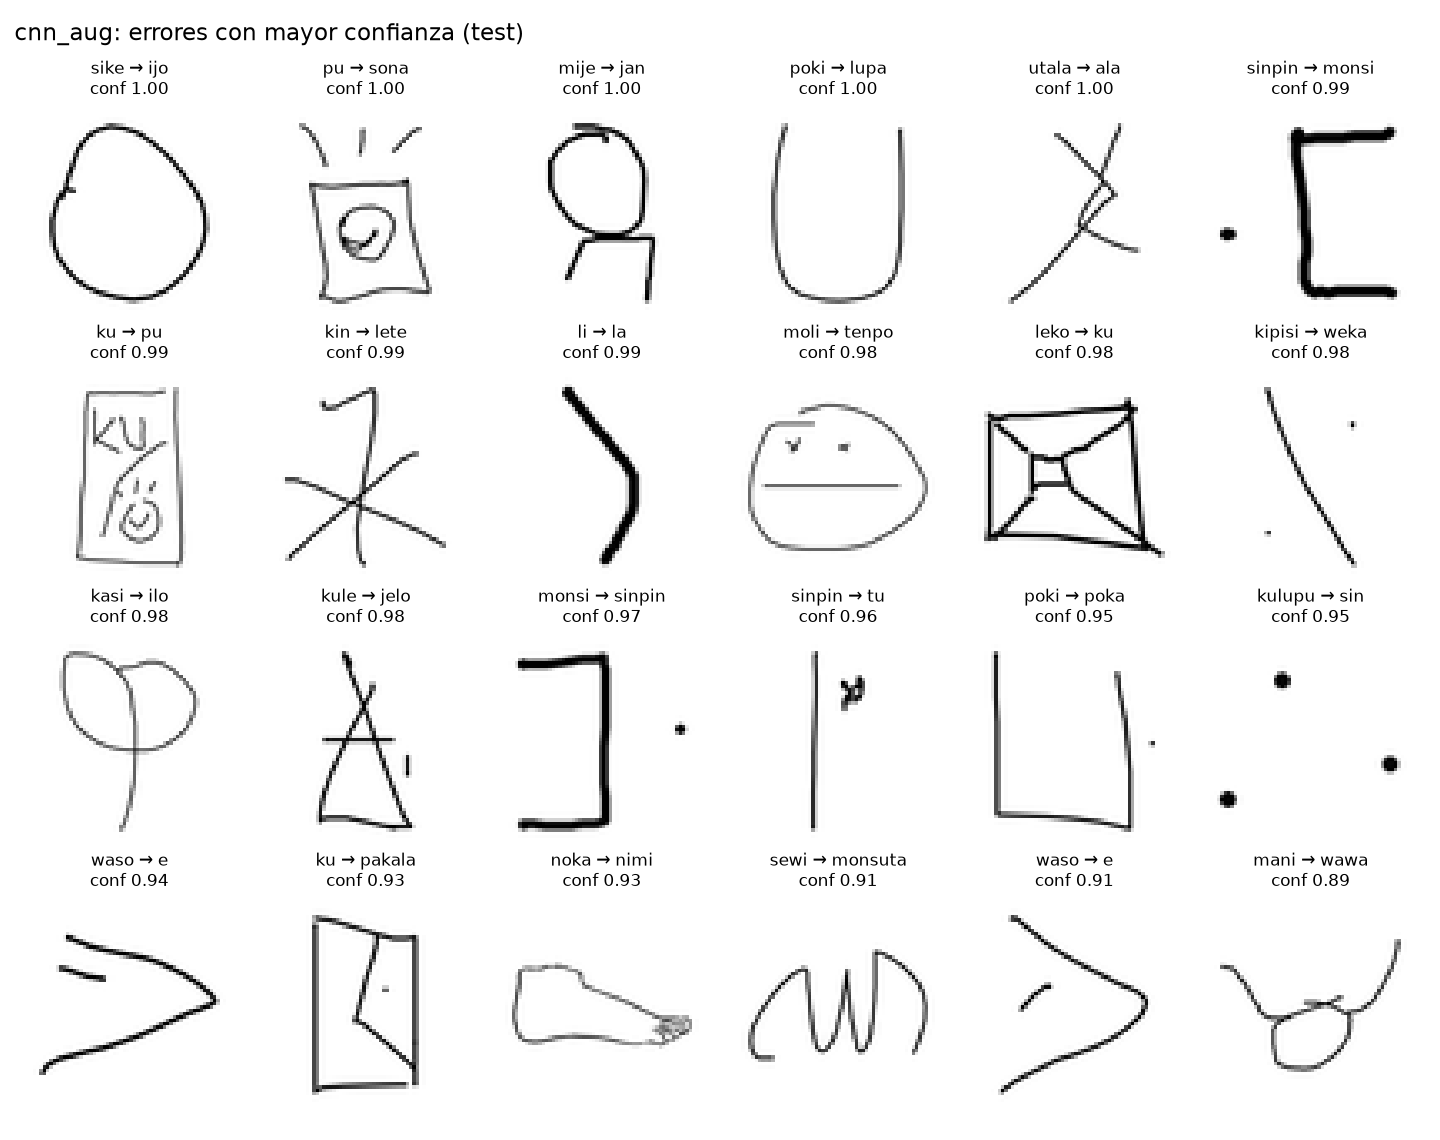 cnn_aug: errores con mayor confianza (test)
sike → ijo
conf 1.00
pu → sona
conf 1.00
mije → jan
conf 1.00
poki → lupa
conf 1.00
utala → ala
conf 1.00
sinpin → monsi
conf 0.99
ku → pu
conf 0.99
KU
kin → lete
conf 0.99
li → la
conf 0.99
moli → tenpo
conf 0.98
leko → ku
conf 0.98
kipisi → weka
conf 0.98
kasi → ilo
conf 0.98
kule → jelo
conf 0.98
monsi → sinpin
conf 0.97
sinpin → tu
conf 0.96
poki → poka
conf 0.95
kulupu → sin
conf 0.95
waso → e
conf 0.94
ku → pakala
conf 0.93
noka → nimi
conf 0.93
sewi → monsuta
conf 0.91
waso → e
conf 0.91
mani → wawa
conf 0.89